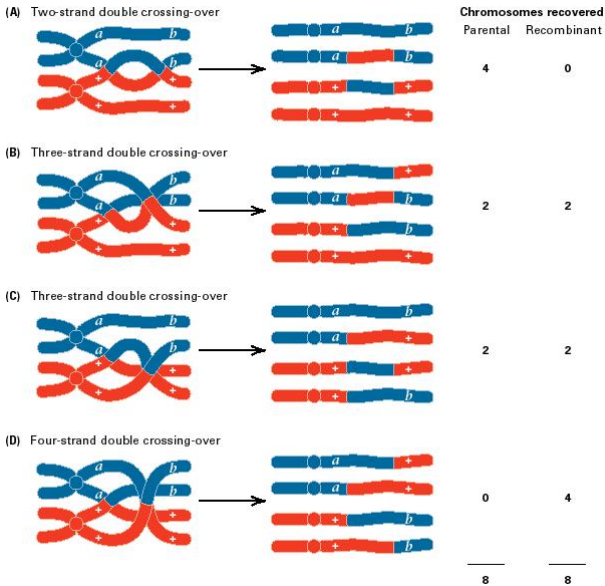 (A) Two-strand double crossing-over
Chromosomes recovered
Parental Recombinant
a b
+ +
a b
a b
+ +
+ +
4 0
(B) Three-strand double crossing-over
a b
a b
+ +
+ +
a +
a b
+ b
+ +
2 2
(C) Three-strand double crossing-over
a b
a b
+ +
+ +
a b
a +
+ +
+ b
2 2
(D) Four-strand double crossing-over
a b
a b
+ +
+ +
a +
a +
+ b
+ b
0 4
8 8